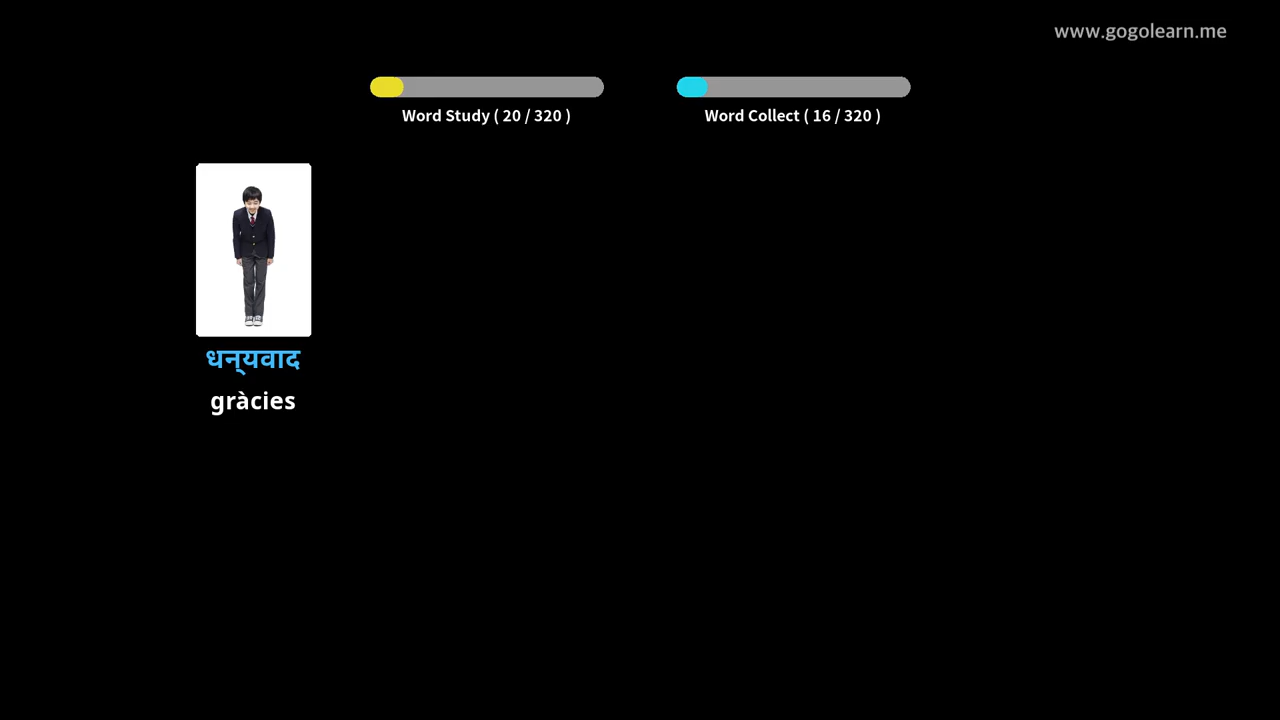 www.gogolearn.me
Word Study ( 20 / 320 )
Word Collect ( 16 / 320 )
धन्यवाद
gràcies